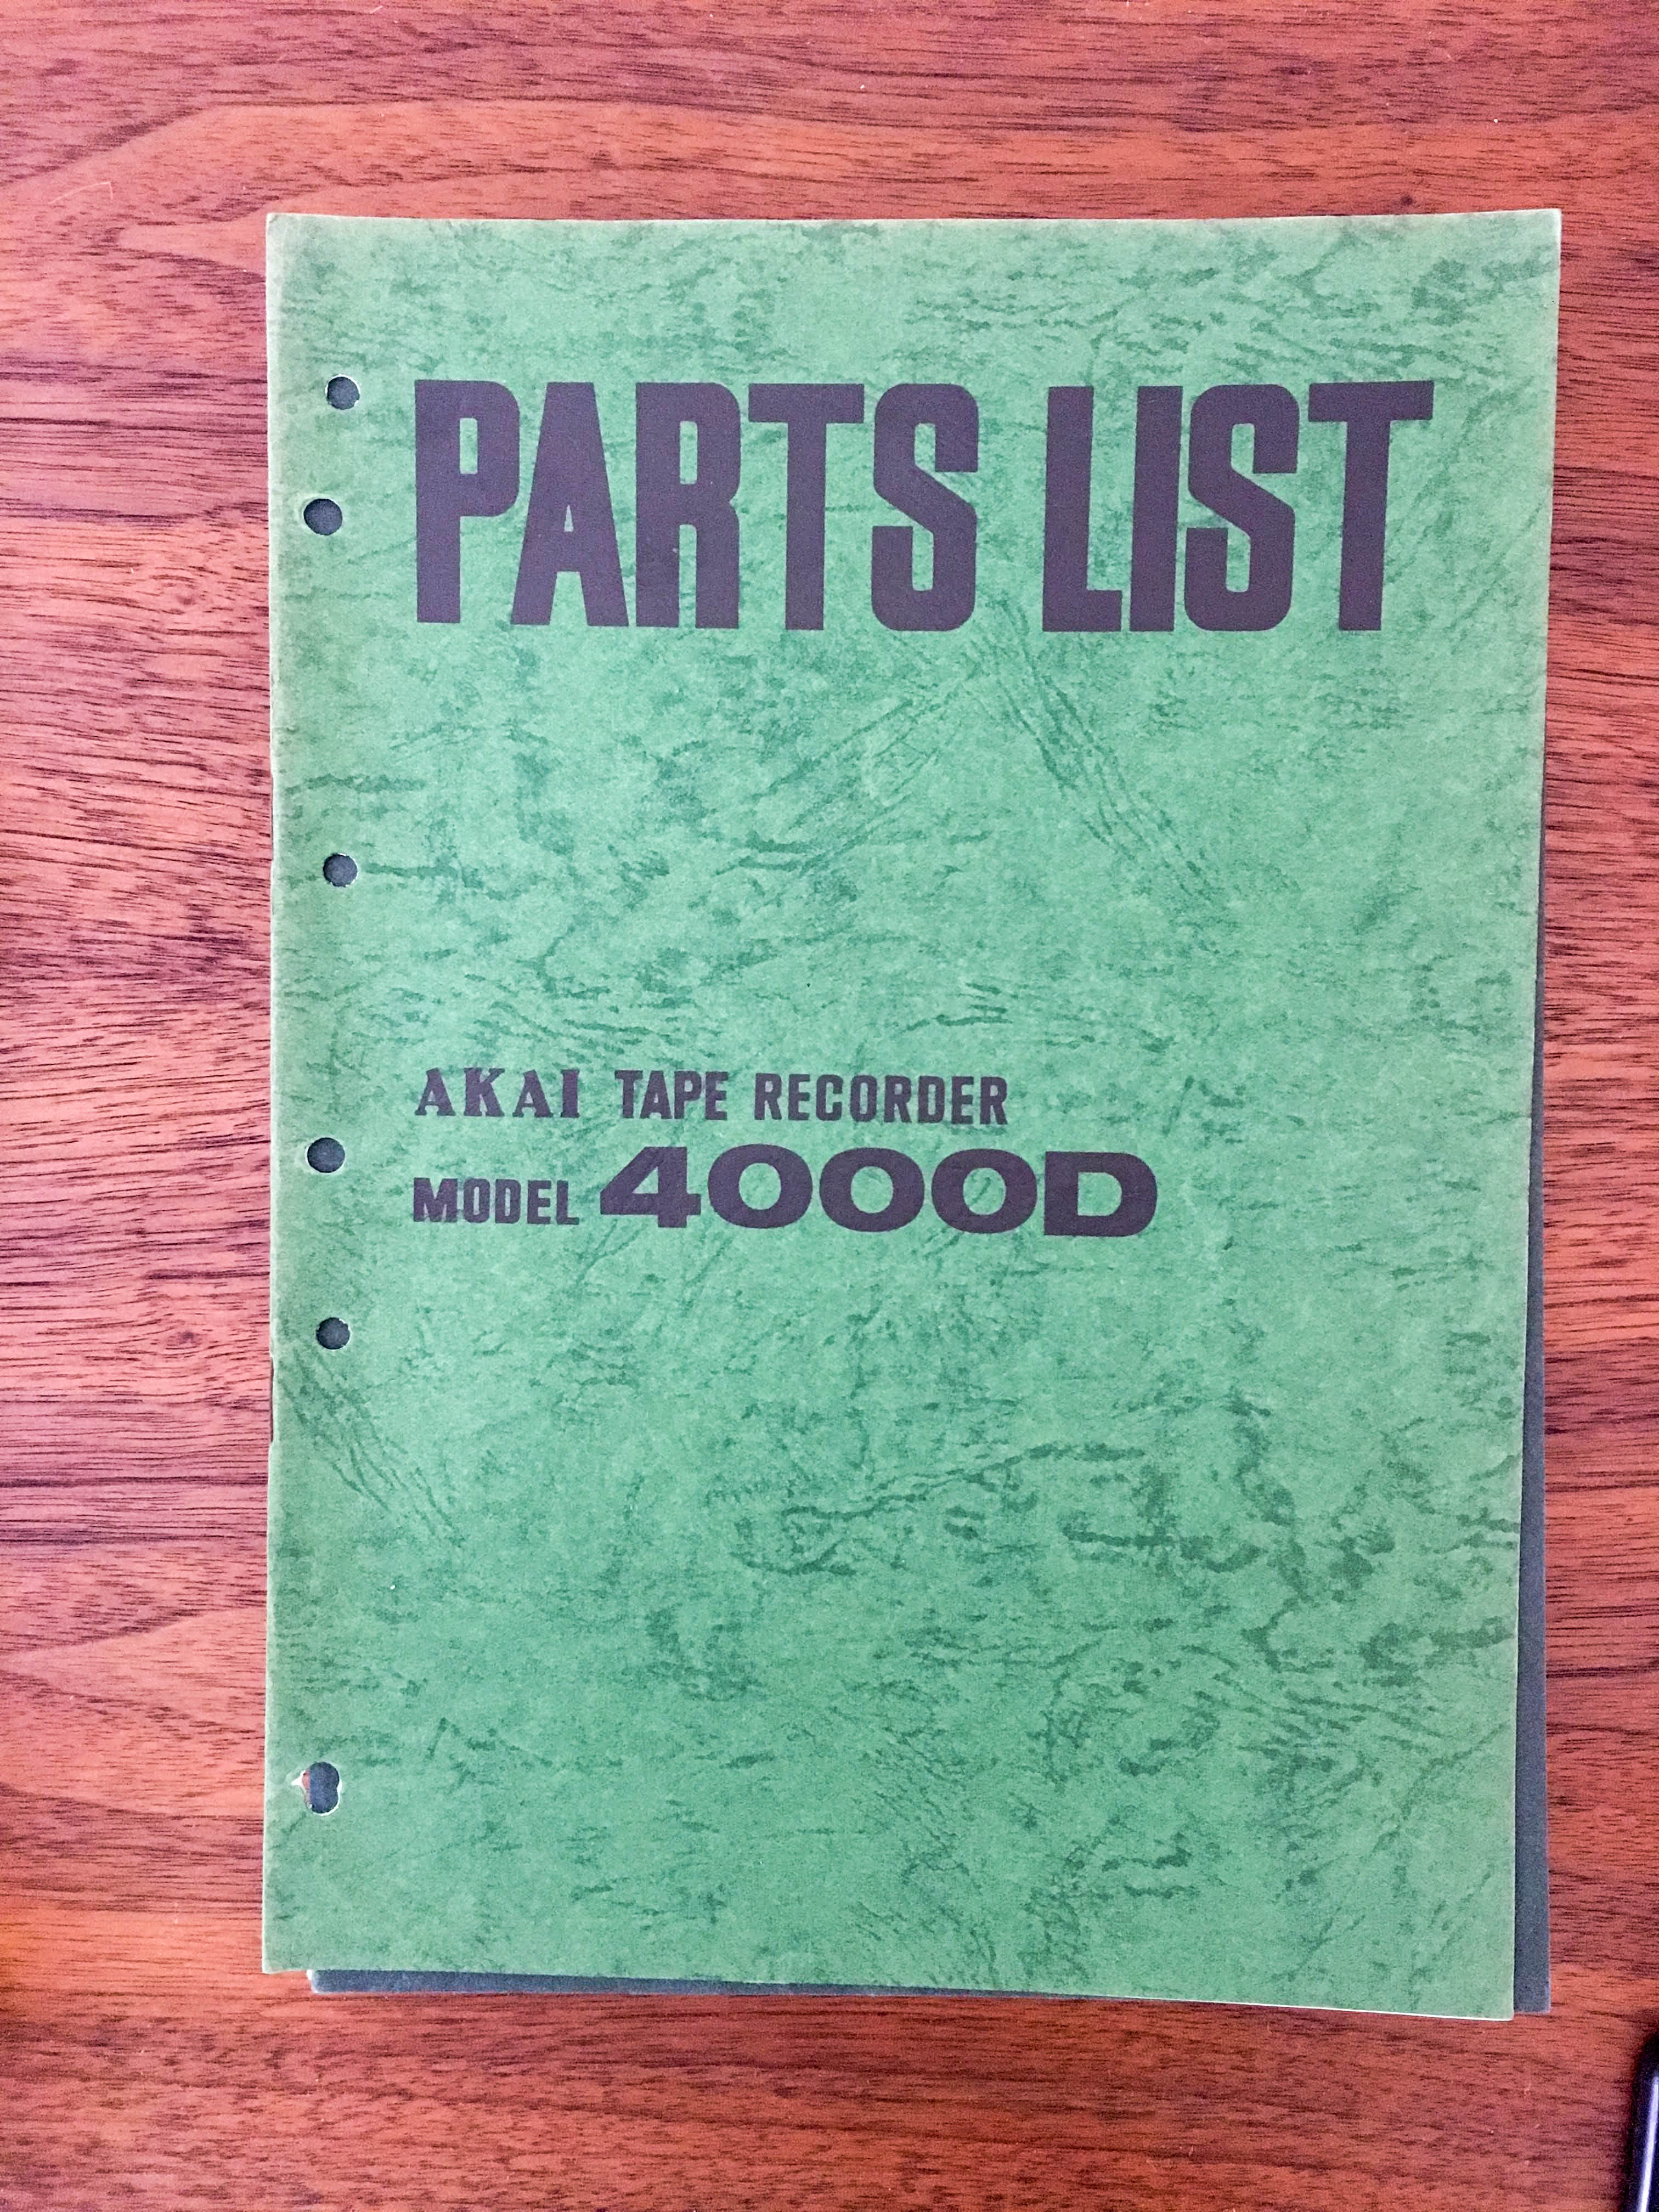 PARTS LIST
AKAI TAPE RECORDER
MODEL 4000D